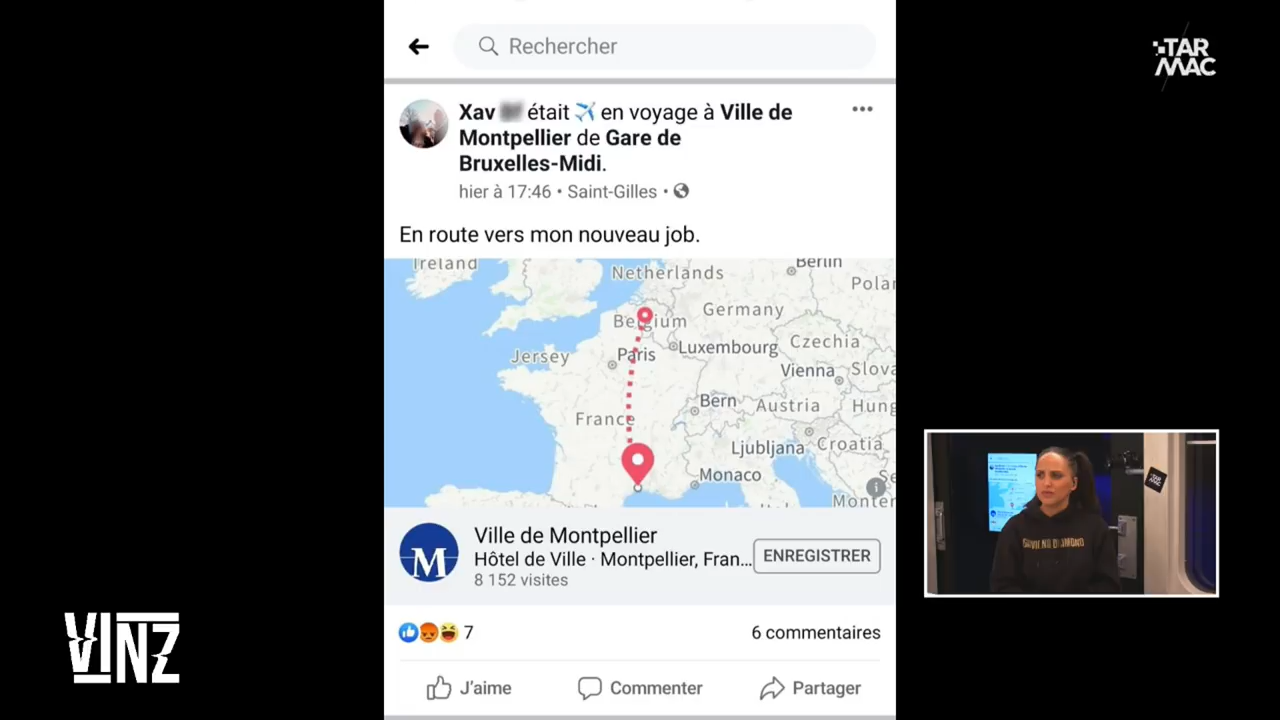 Rechercher
TAR
MAC
Xav était en voyage à Ville de
Montpellier de Gare de
Bruxelles-Midi.
hier à 17:46 • Saint-Gilles •
En route vers mon nouveau job.
Ireland
Netherlands
Berlin
Polar
Germany
Belgium
Czechia
Jersey
Paris
Luxembourg
Vienna
Slova
Bern
Austria
Hung
France
Ljubljana
Croatia
Monaco
Monten
Ville de Montpellier
Hôtel de Ville · Montpellier, Fran...
ENREGISTRER
8 152 visites
M
7
6 commentaires
J'aime
Commenter
Partager
VINZ
TAR
MAC